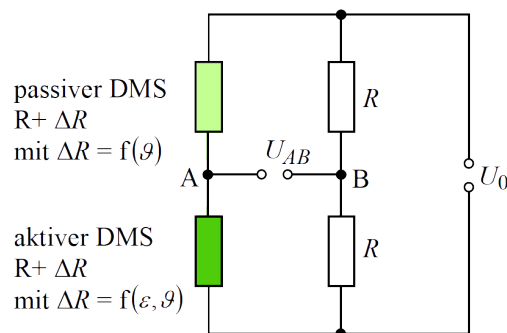 passiver DMS
R+ ΔR
mit ΔR = f(ϑ)
R
A
U_AB
B
U_0
aktiver DMS
R+ ΔR
mit ΔR = f(ε,ϑ)
R